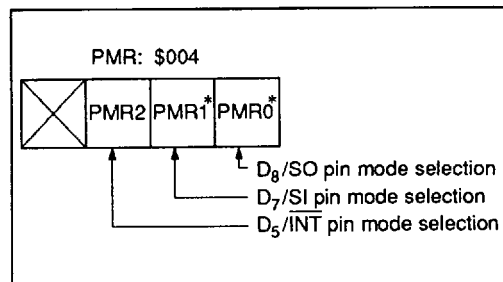 PMR: $004
PMR2 PMR1* PMR0*
D₈/SO pin mode selection
D₇/SI pin mode selection
D₅/I̅N̅T̅ pin mode selection